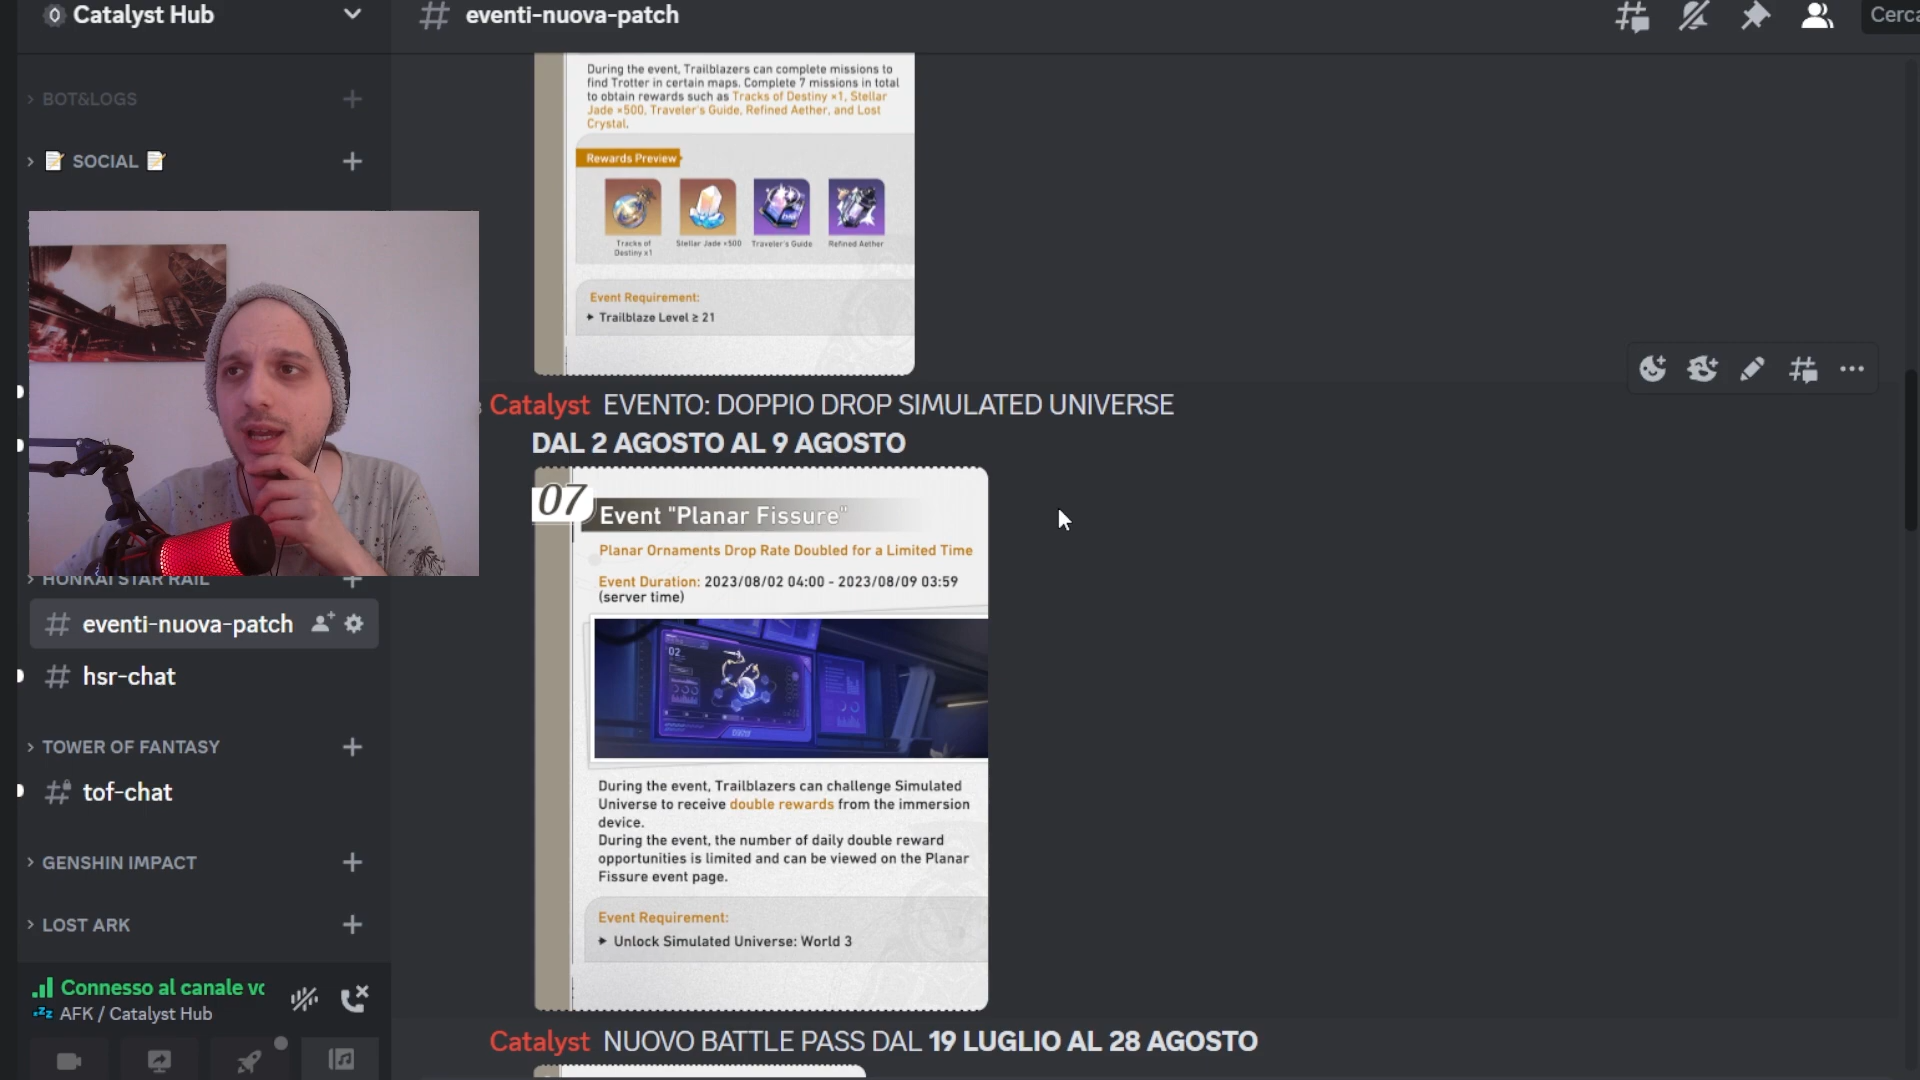 Catalyst Hub
eventi-nuova-patch
Cerca
BOT&LOGS
SOCIAL
HONKAI STAR RAIL
eventi-nuova-patch
hsr-chat
TOWER OF FANTASY
tof-chat
GENSHIN IMPACT
LOST ARK
Connesso al canale vo
AFK / Catalyst Hub
During the event, Trailblazers can complete missions to
find Trotter in certain maps. Complete 7 missions in total
to obtain rewards such as Tracks of Destiny ×1, Stellar
Jade ×500, Traveler's Guide, Refined Aether, and Lost
Crystal.
Rewards Preview
Tracks of
Destiny x1
Stellar Jade ×500
Traveler's Guide
Refined Aether
Event Requirement:
Trailblaze Level ≥ 21
Catalyst EVENTO: DOPPIO DROP SIMULATED UNIVERSE
DAL 2 AGOSTO AL 9 AGOSTO
07
Event "Planar Fissure"
Planar Ornaments Drop Rate Doubled for a Limited Time
Event Duration: 2023/08/02 04:00 - 2023/08/09 03:59
(server time)
02
During the event, Trailblazers can challenge Simulated
Universe to receive double rewards from the immersion
device.
During the event, the number of daily double reward
opportunities is limited and can be viewed on the Planar
Fissure event page.
Event Requirement:
Unlock Simulated Universe: World 3
Catalyst NUOVO BATTLE PASS DAL 19 LUGLIO AL 28 AGOSTO